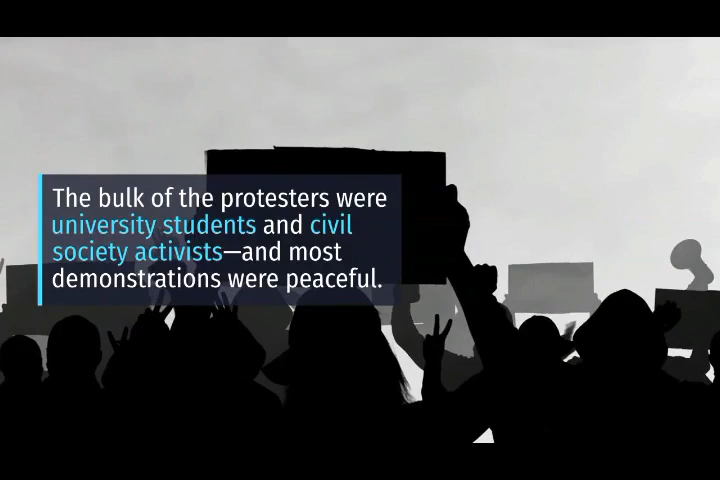 The bulk of the protesters were
university students and civil
society activists—and most
demonstrations were peaceful.